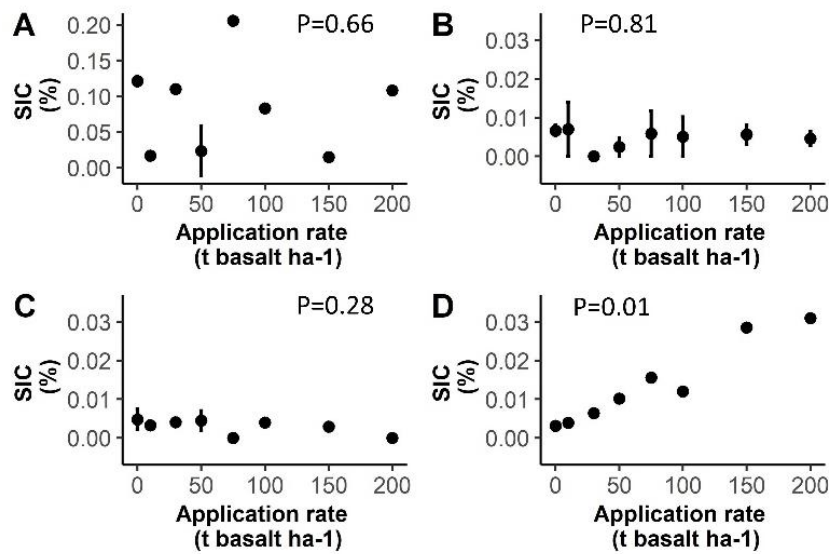 A
P=0.66
SIC
(%)
0.20
0.15
0.10
0.05
0.00
0 50 100 150 200
Application rate
(t basalt ha-1)
B
P=0.81
SIC
(%)
0.03
0.02
0.01
0.00
0 50 100 150 200
Application rate
(t basalt ha-1)
C
P=0.28
SIC
(%)
0.03
0.02
0.01
0.00
0 50 100 150 200
Application rate
(t basalt ha-1)
D
P=0.01
SIC
(%)
0.03
0.02
0.01
0.00
0 50 100 150 200
Application rate
(t basalt ha-1)